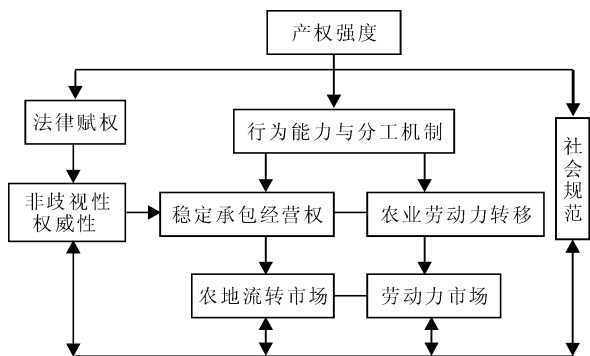 产权强度
法律赋权
行为能力与分工机制
社会规范
非歧视性
权威性
稳定承包经营权
农业劳动力转移
农地流转市场
劳动力市场